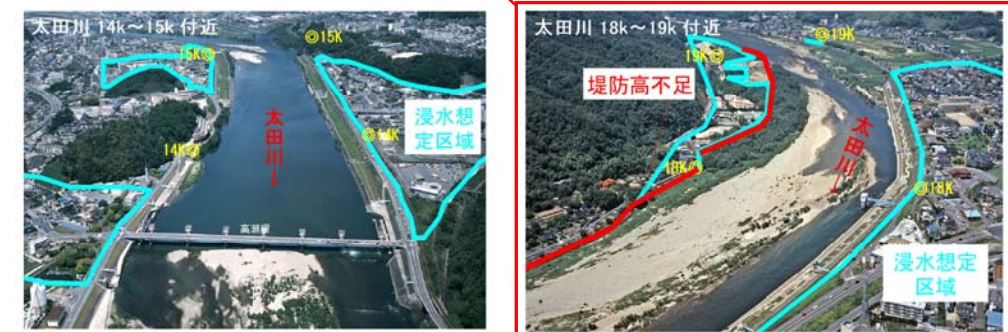 太田川 14k～15k 付近
◎15K
15K◎
浸水想
定区域
太田川→
◎14K
14K◎
高瀬堰
太田川 18k～19k 付近
◎19K
19K◎
堤防高不足
太田川→
18K◎
◎18K
浸水想定
区域